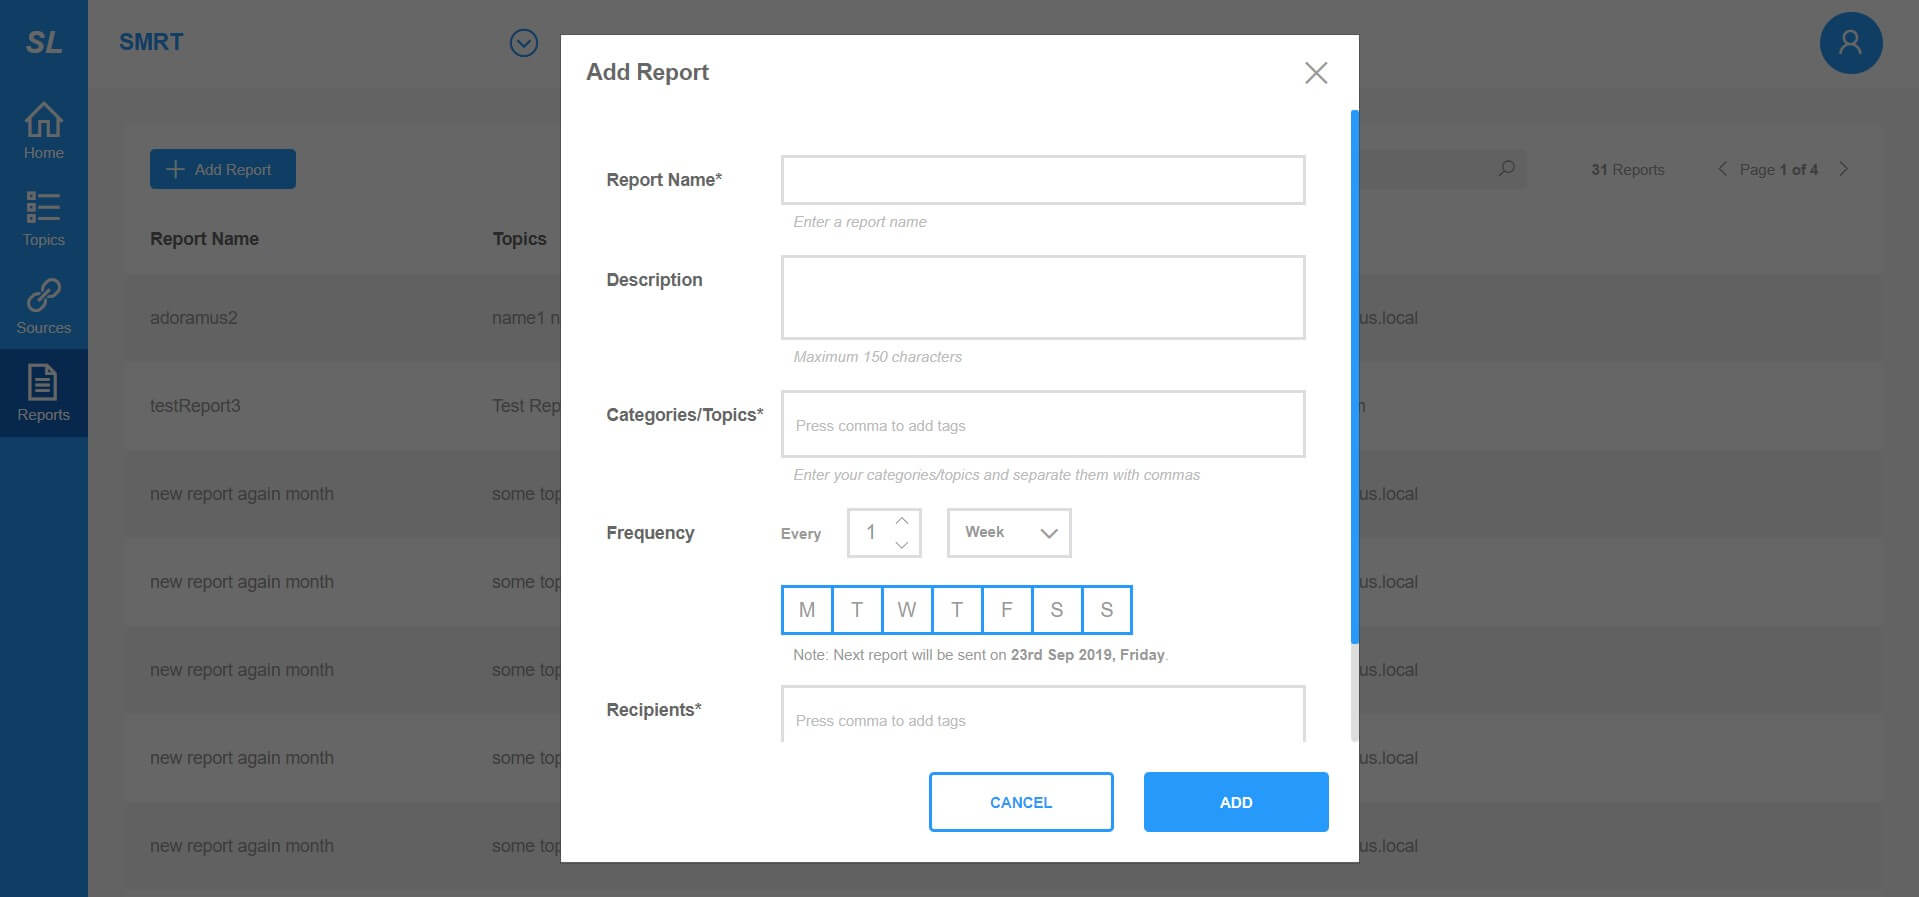 SL
SMRT
Home
Topics
Sources
Reports
Add Report
31 Reports
Page 1 of 4
Report Name Topics
adoramus2 name1 n us.local
testReport3 Test Rep
new report again month some top us.local
new report again month some top us.local
new report again month some top us.local
new report again month some top us.local
new report again month some top us.local
Add Report
Report Name*
Enter a report name
Description
Maximum 150 characters
Categories/Topics*
Press comma to add tags
Enter your categories/topics and separate them with commas
Frequency Every 1 Week
M T W T F S S
Note: Next report will be sent on 23rd Sep 2019, Friday.
Recipients*
Press comma to add tags
CANCEL ADD